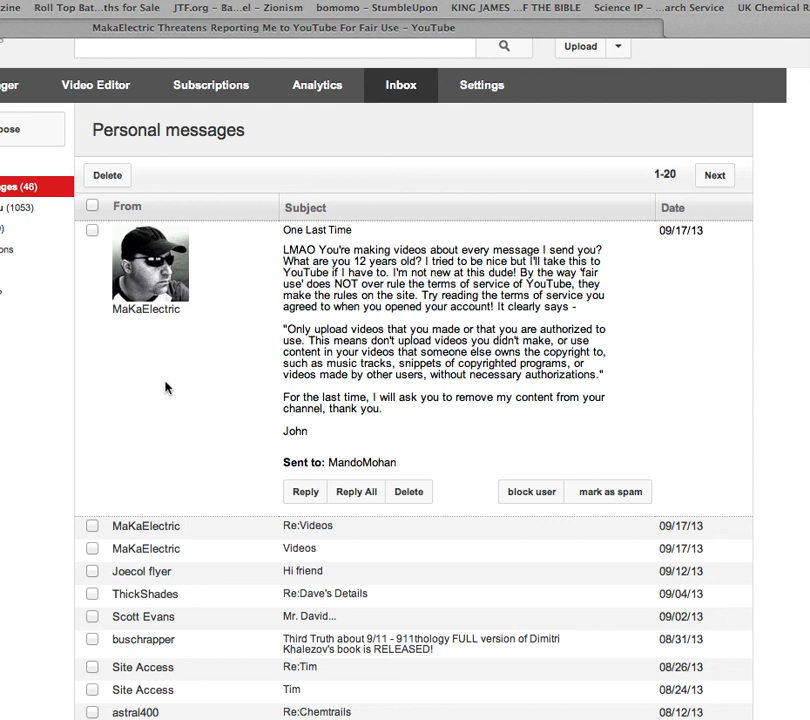 zine Roll Top Bat...ths for Sale JTF.org – Ba...el – Zionism bomomo – StumbleUpon KING JAMES ...F THE BIBLE Science IP – ...arch Service UK Chemical R
MakaElectric Threatens Reporting Me to YouTube For Fair Use – YouTube
Upload
ger Video Editor Subscriptions Analytics Inbox Settings
pose
Personal messages
Delete 1-20 Next
ges (46)
u (1053)
From Subject Date
One Last Time 09/17/13
LMAO You're making videos about every message I send you?
What are you 12 years old? I tried to be nice but I'll take this to
YouTube if I have to. I'm not new at this dude! By the way 'fair
use' does NOT over rule the terms of service of YouTube, they
make the rules on the site. Try reading the terms of service you
agreed to when you opened your account! It clearly says -
ons
MaKaElectric
"Only upload videos that you made or that you are authorized to
use. This means don't upload videos you didn't make, or use
content in your videos that someone else owns the copyright to,
such as music tracks, snippets of copyrighted programs, or
videos made by other users, without necessary authorizations."
For the last time, I will ask you to remove my content from your
channel, thank you.
John
Sent to: MandoMohan
Reply Reply All Delete block user mark as spam
MaKaElectric Re:Videos 09/17/13
MaKaElectric Videos 09/17/13
Joecol flyer Hi friend 09/12/13
ThickShades Re:Dave's Details 09/04/13
Scott Evans Mr. David... 09/02/13
buschrapper Third Truth about 9/11 - 911thology FULL version of Dimitri 08/31/13
Khalezov's book is RELEASED!
Site Access Re:Tim 08/26/13
Site Access Tim 08/24/13
astral400 Re:Chemtrails 08/12/13